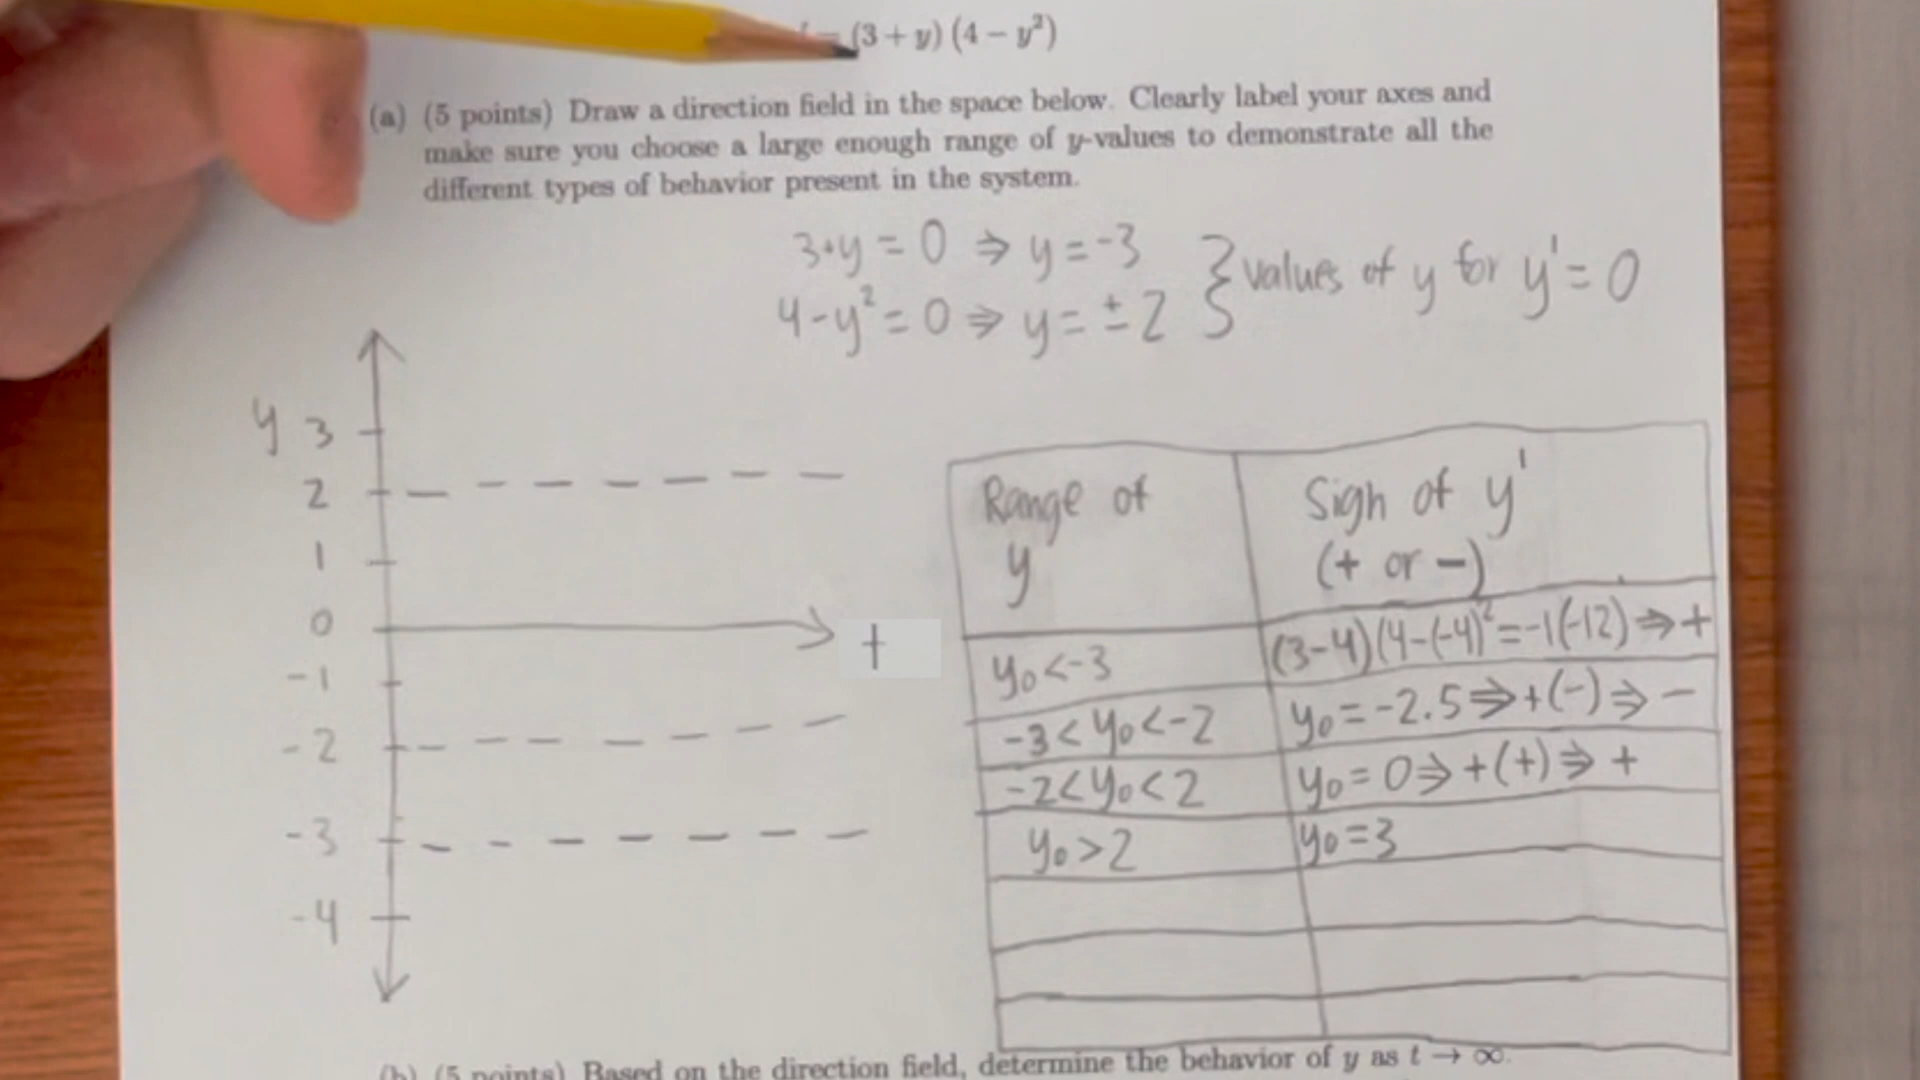 = (3 + y) (4 − y²)
(a) (5 points) Draw a direction field in the space below. Clearly label your axes and
make sure you choose a large enough range of y-values to demonstrate all the
different types of behavior present in the system.
3+y = 0 ⇒ y = -3
4-y² = 0 ⇒ y = ± 2
} values of y for y' = 0
y
3
2
1
0
-1
-2
-3
-4
t
Range of
y
Sigh of y'
(+ or -)
y₀ < -3
(3-4)(4-(-4)² = -1(-12) ⇒ +
-3 < y₀ < -2
y₀ = -2.5 ⇒ +(-) ⇒ -
-2 < y₀ < 2
y₀ = 0 ⇒ +(+) ⇒ +
y₀ > 2
y₀ = 3
(b) (5 points) Based on the direction field, determine the behavior of y as t → ∞.